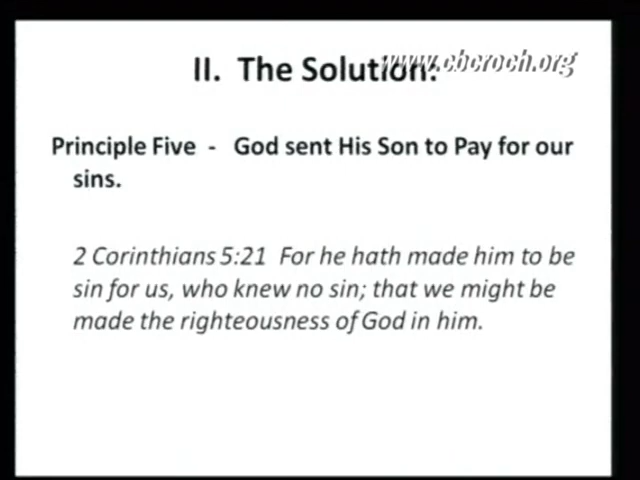 II. The Solution:
www.cbcroch.org
Principle Five - God sent His Son to Pay for our
sins.
2 Corinthians 5:21 For he hath made him to be
sin for us, who knew no sin; that we might be
made the righteousness of God in him.